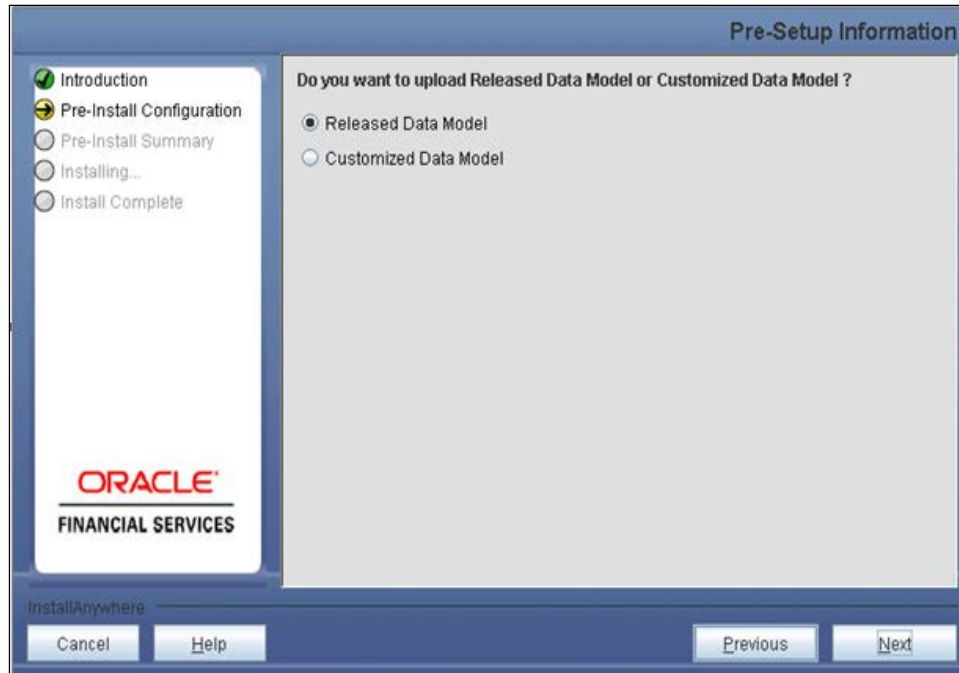 Pre-Setup Information
Introduction
Pre-Install Configuration
Pre-Install Summary
Installing...
Install Complete
Do you want to upload Released Data Model or Customized Data Model ?
Released Data Model
Customized Data Model
ORACLE
FINANCIAL SERVICES
InstallAnywhere
Cancel
Help
Previous
Next